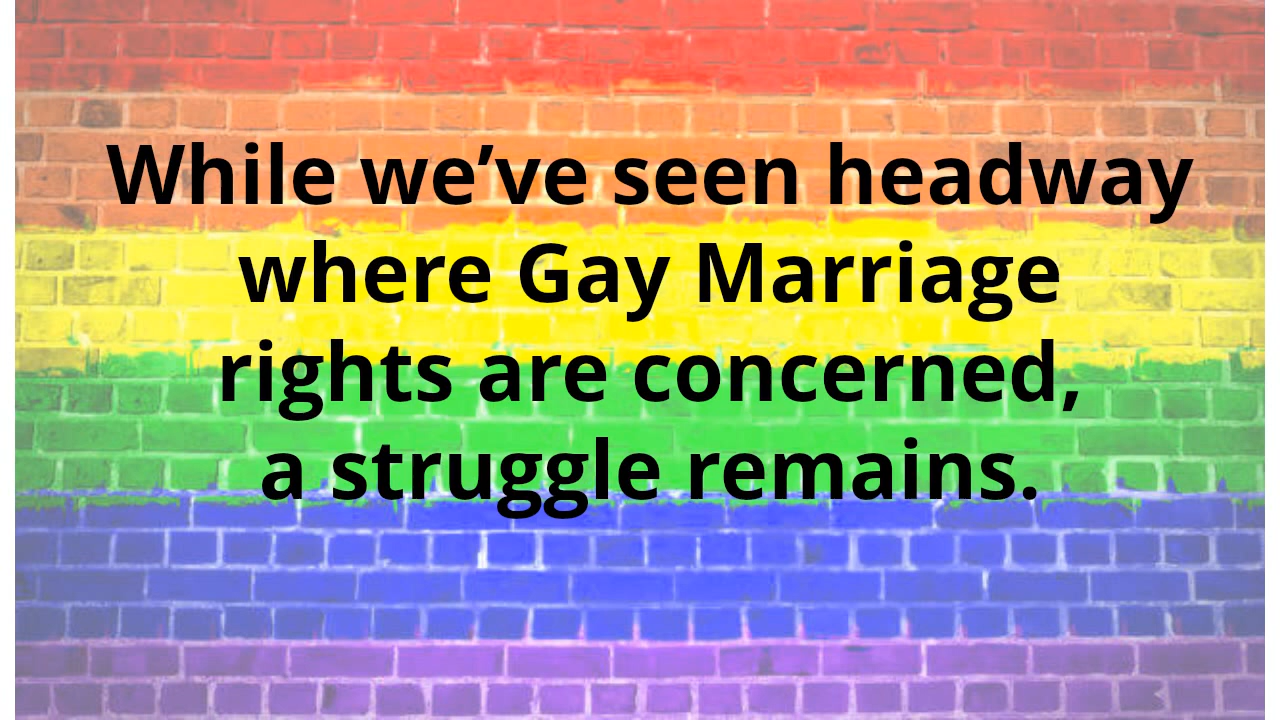 While we’ve seen headway
where Gay Marriage
rights are concerned,
a struggle remains.